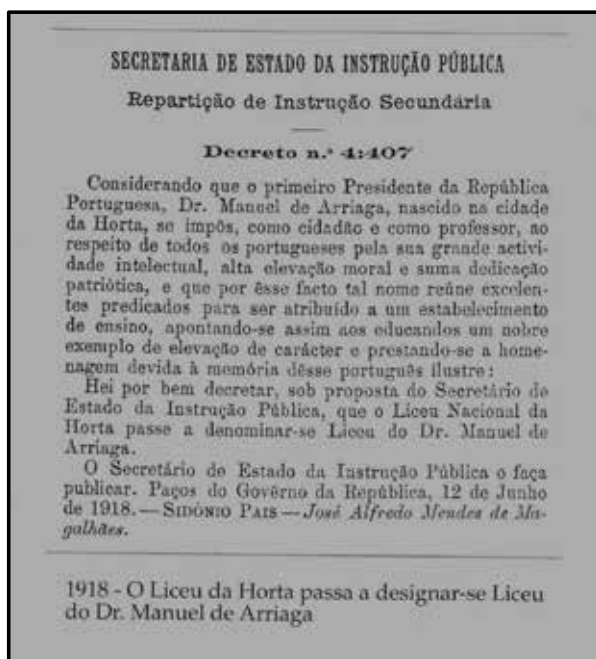 SECRETARIA DE ESTADO DA INSTRUÇÃO PÚBLICA
Repartição de Instrução Secundária
Decreto n.º 4:407
Considerando que o primeiro Presidente da República
Portuguesa, Dr. Manuel de Arriaga, nascido na cidade
da Horta, se impôs, como cidadão e como professor, ao
respeito de todos os portugueses pela sua grande activi-
dade intelectual, alta elevação moral e suma dedicação
patriótica, e que por êsse facto tal nome reúne excelen-
tes predicados para ser atribuído a um estabelecimento
de ensino, apontando-se assim aos educandos um nobre
exemplo de elevação de carácter e prestando-se a home-
nagem devida à memória dêsse português ilustre:
Hei por bem decretar, sob proposta do Secretário de
Estado da Instrução Pública, que o Liceu Nacional da
Horta passe a denominar-se Liceu do Dr. Manuel de
Arriaga.
O Secretário de Estado da Instrução Pública o faça
publicar. Paços do Govêrno da República, 12 de Junho
de 1918.—SIDÓNIO PAIS—José Alfredo Mendes de Ma-
galhães.
1918 - O Liceu da Horta passa a designar-se Liceu
do Dr. Manuel de Arriaga